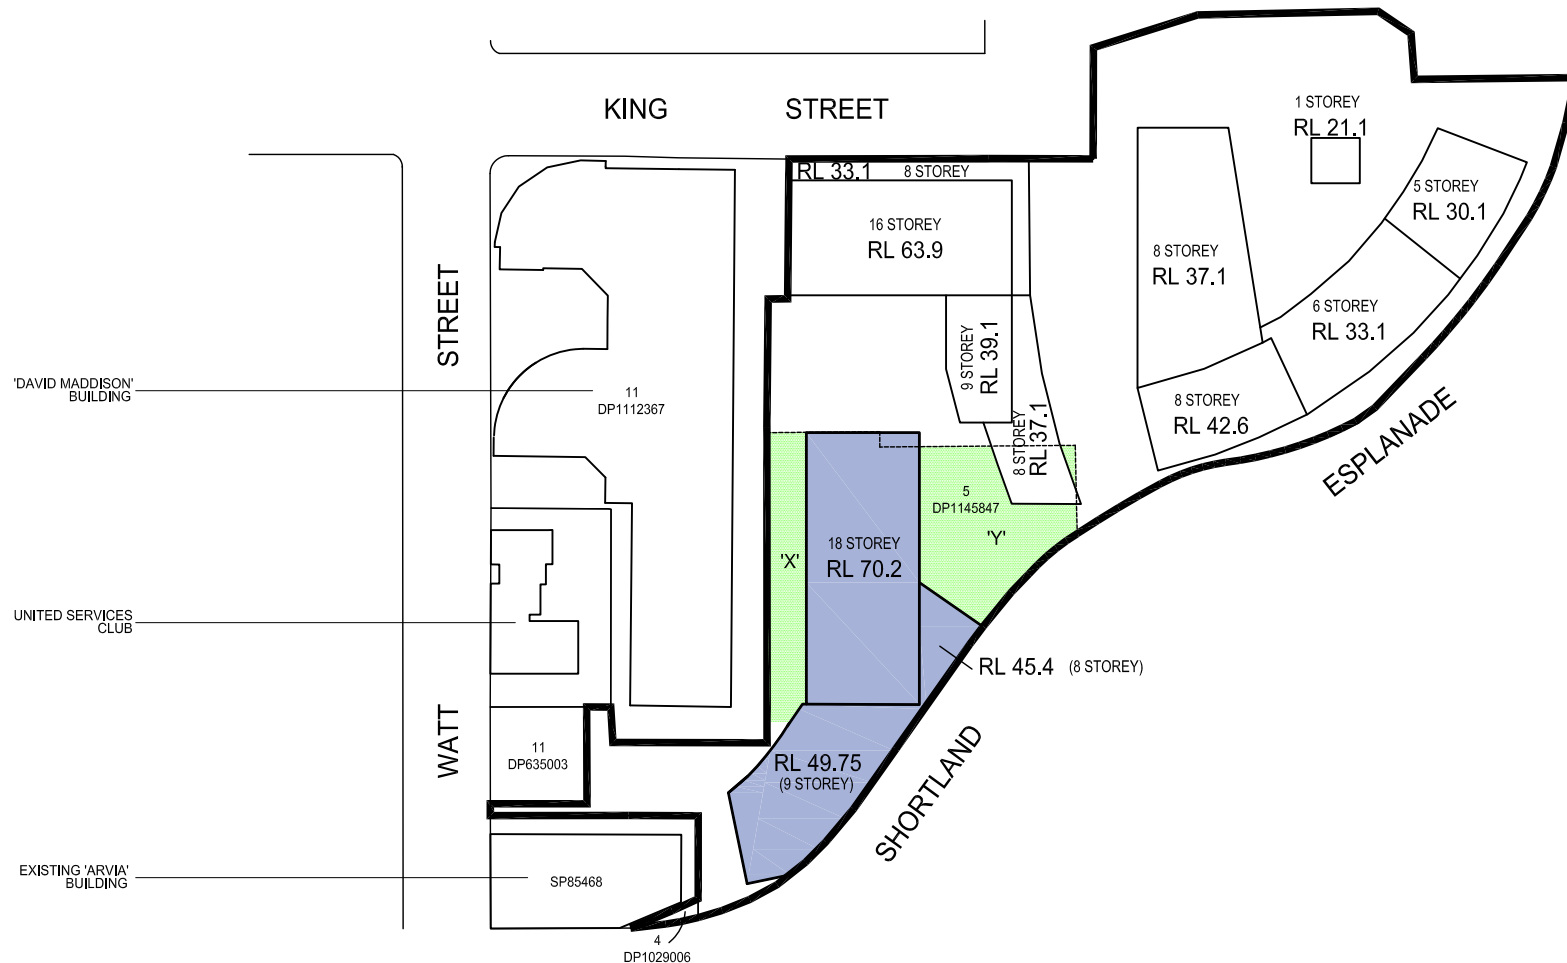 KING STREET
1 STOREY
RL 21.1
RL 33.1 8 STOREY
16 STOREY
RL 63.9
5 STOREY
RL 30.1
8 STOREY
RL 37.1
6 STOREY
RL 33.1
STREET
9 STOREY
RL 39.1
'DAVID MADDISON'
BUILDING
11
DP1112367
8 STOREY
RL 42.6
8 STOREY
RL 37.1
ESPLANADE
5
DP1145847
'Y'
18 STOREY
RL 70.2
'X'
UNITED SERVICES
CLUB
RL 45.4 (8 STOREY)
WATT
11
DP635003
RL 49.75
(9 STOREY)
SHORTLAND
EXISTING 'ARVIA'
BUILDING
SP85468
4
DP1029006